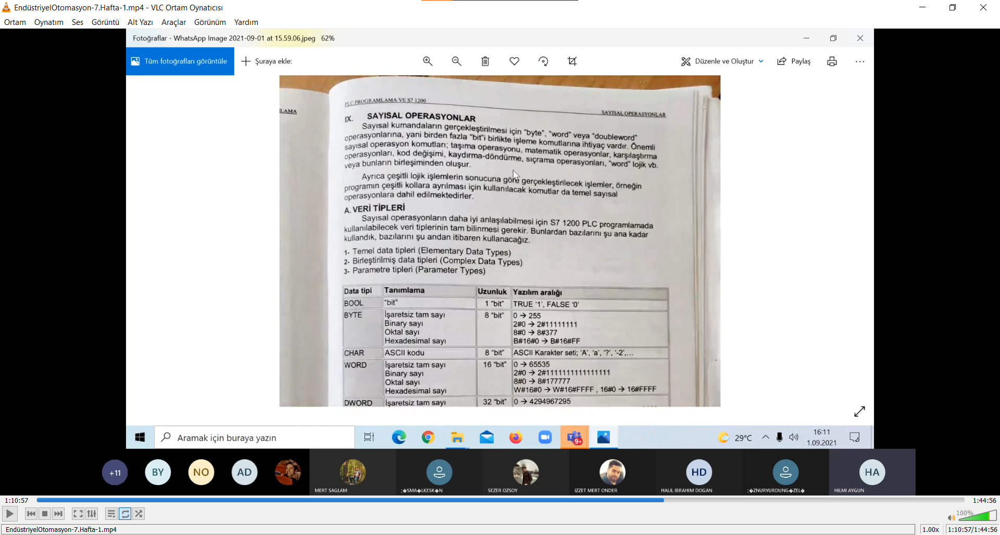 EndüstriyelOtomasyon-7.Hafta-1.mp4 - VLC Ortam Oynatıcısı
Ortam Oynatım Ses Görüntü Alt Yazı Araçlar Görünüm Yardım
Fotoğraflar - WhatsApp Image 2021-09-01 at 15.59.06.jpeg 62%
Tüm fotoğrafları görüntüle Şuraya ekle: Düzenle ve Oluştur Paylaş
LAMA
PLC PROGRAMLAMA VE S7 1200 SAYISAL OPERASYONLAR
IX. SAYISAL OPERASYONLAR
Sayısal kumandaların gerçekleştirilmesi için "byte", "word" veya "doubleword"
operasyonlarına, yani birden fazla "bit"i birlikte işleme komutlarına ihtiyaç vardır. Önemli
sayısal operasyon komutları; taşıma operasyonu, matematik operasyonlar, karşılaştırma
operasyonları, kod değişimi, kaydırma-döndürme, sıçrama operasyonları, "word" lojik vb.
veya bunların birleşiminden oluşur.
Ayrıca çeşitli lojik işlemlerin sonucuna göre gerçekleştirilecek işlemler, örneğin
programın çeşitli kollara ayrılması için kullanılacak komutlar da temel sayısal
operasyonlara dahil edilmektedirler.
A. VERİ TİPLERİ
Sayısal operasyonların daha iyi anlaşılabilmesi için S7 1200 PLC programlamada
kullanılabilecek veri tiplerinin tam bilinmesi gerekir. Bunlardan bazılarını şu ana kadar
kullandık, bazılarını şu andan itibaren kullanacağız.
1- Temel data tipleri (Elementary Data Types)
2- Birleştirilmiş data tipleri (Complex Data Types)
3- Parametre tipleri (Parameter Types)
Data tipi Tanımlama Uzunluk Yazılım aralığı
BOOL "bit" 1 "bit" TRUE '1', FALSE '0'
BYTE İşaretsiz tam sayı 8 "bit" 0 → 255
Binary sayı 2#0 → 2#11111111
Oktal sayı 8#0 → 8#377
Hexadesimal sayı B#16#0 → B#16#FF
CHAR ASCII kodu 8 "bit" ASCII Karakter seti; 'A', 'a', '?', '-2',...
WORD İşaretsiz tam sayı 16 "bit" 0 → 65535
Binary sayı 2#0 → 2#1111111111111111
Oktal sayı 8#0 → 8#177777
Hexadesimal sayı W#16#0 → W#16#FFFF , 16#0 → 16#FFFF
DWORD İşaretsiz tam sayı 32 "bit" 0 → 4294967295
Aramak için buraya yazın 9+ 29°C 16:11
1.09.2021
+11 BY NO AD HD HA
MERT SAGLAM ;�SMA�LKESK�N SEZER OZSOY IZZET MERT ONDER HALIL IBRAHIM DOGAN ;�ZNURYURDUNG�ZEL� HILMI AYGUN
1:10:57 1:44:56
100%
EndüstriyelOtomasyon-7.Hafta-1.mp4 1.00x 1:10:57/1:44:56